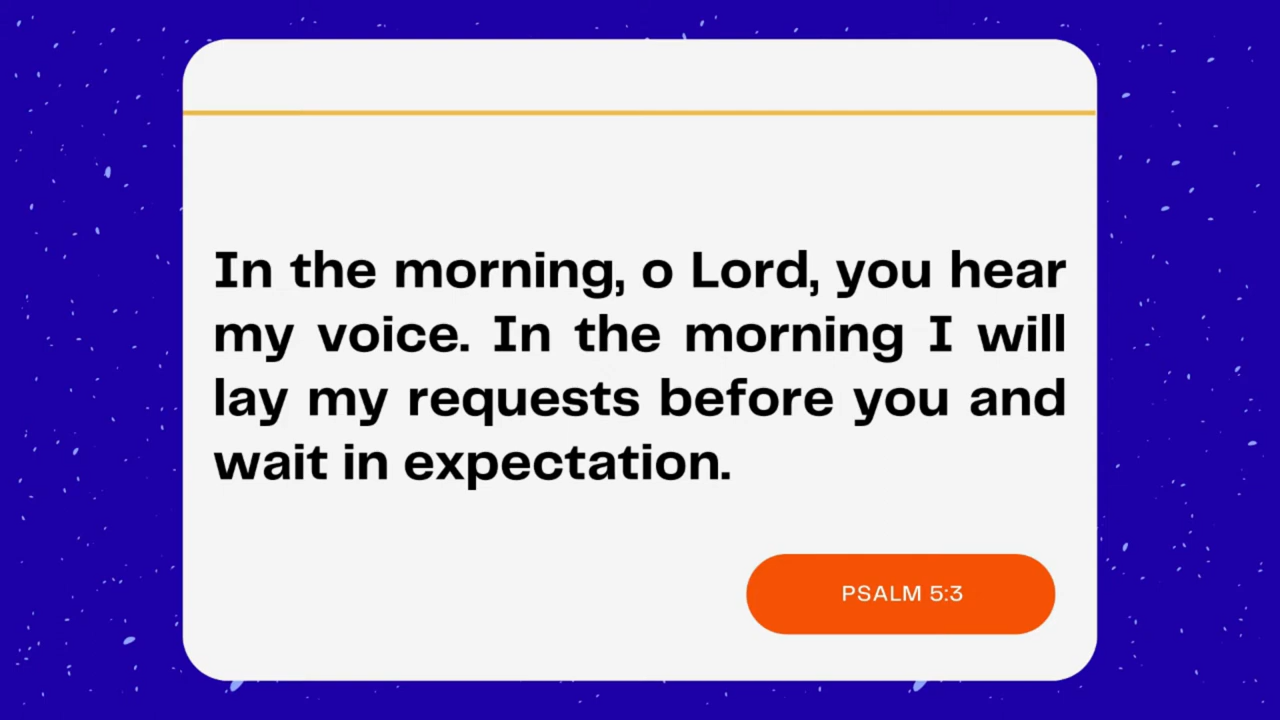 In the morning, o Lord, you hear
my voice. In the morning I will
lay my requests before you and
wait in expectation.
PSALM 5:3